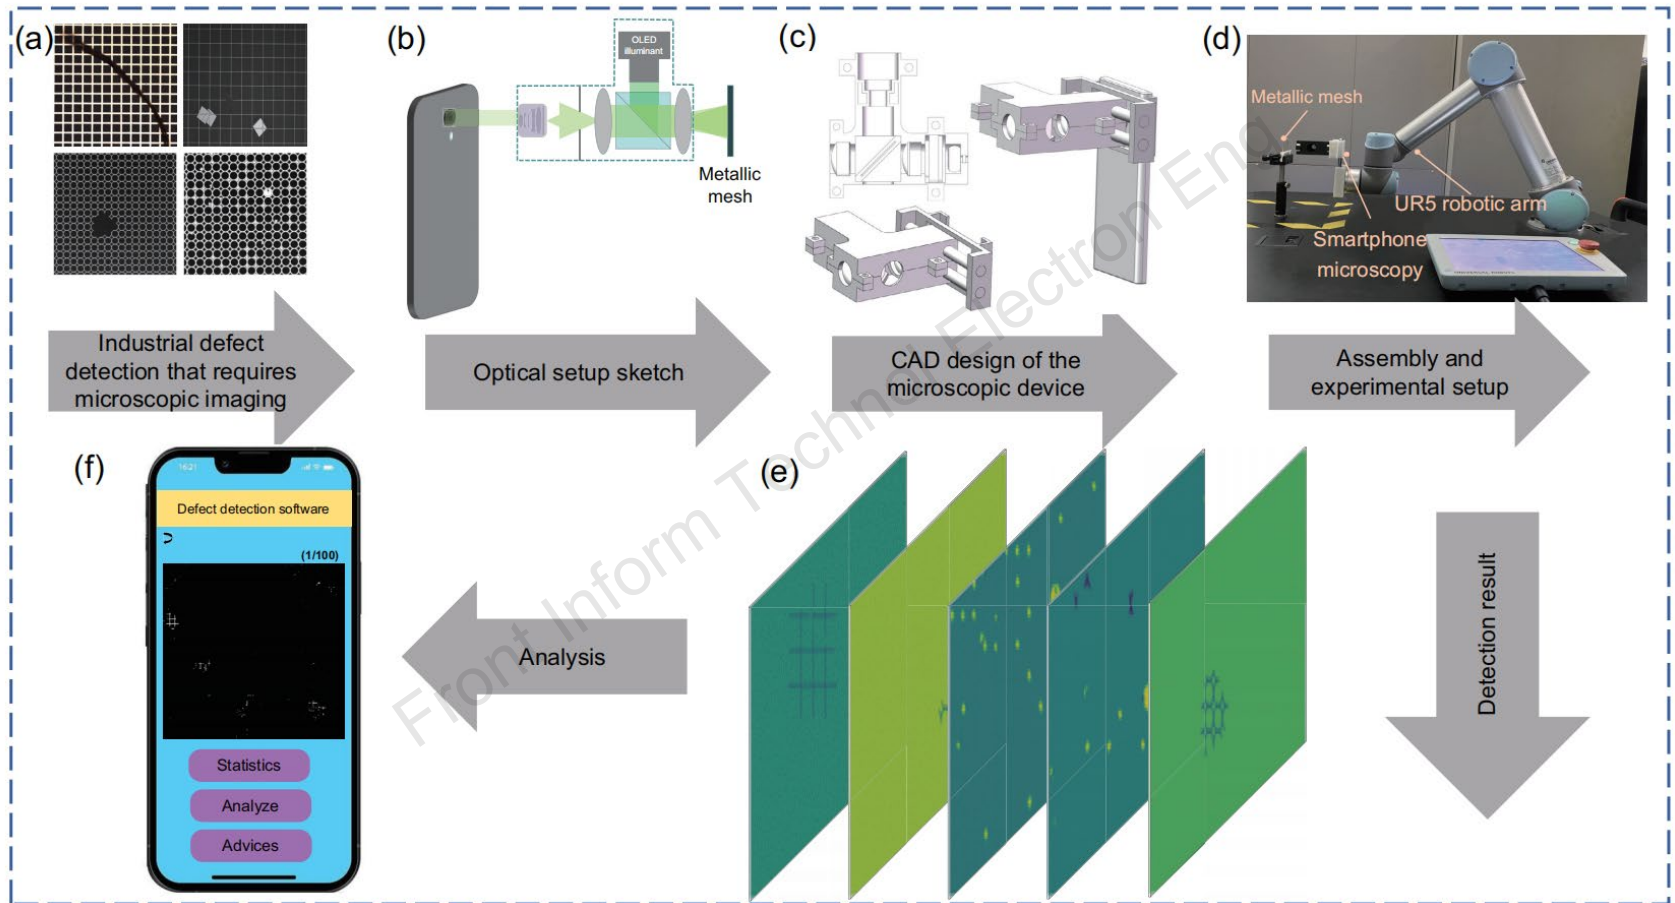 (a)
(b)
OLED
illuminant
Metallic
mesh
(c)
(d)
Metallic mesh
UR5 robotic arm
Smartphone
microscopy
Industrial defect
detection that requires
microscopic imaging
Optical setup sketch
CAD design of the
microscopic device
Assembly and
experimental setup
(f)
16:21
Defect detection software
(1/100)
Statistics
Analyze
Advices
Analysis
(e)
Detection result
Front Inform Technol Electron Eng